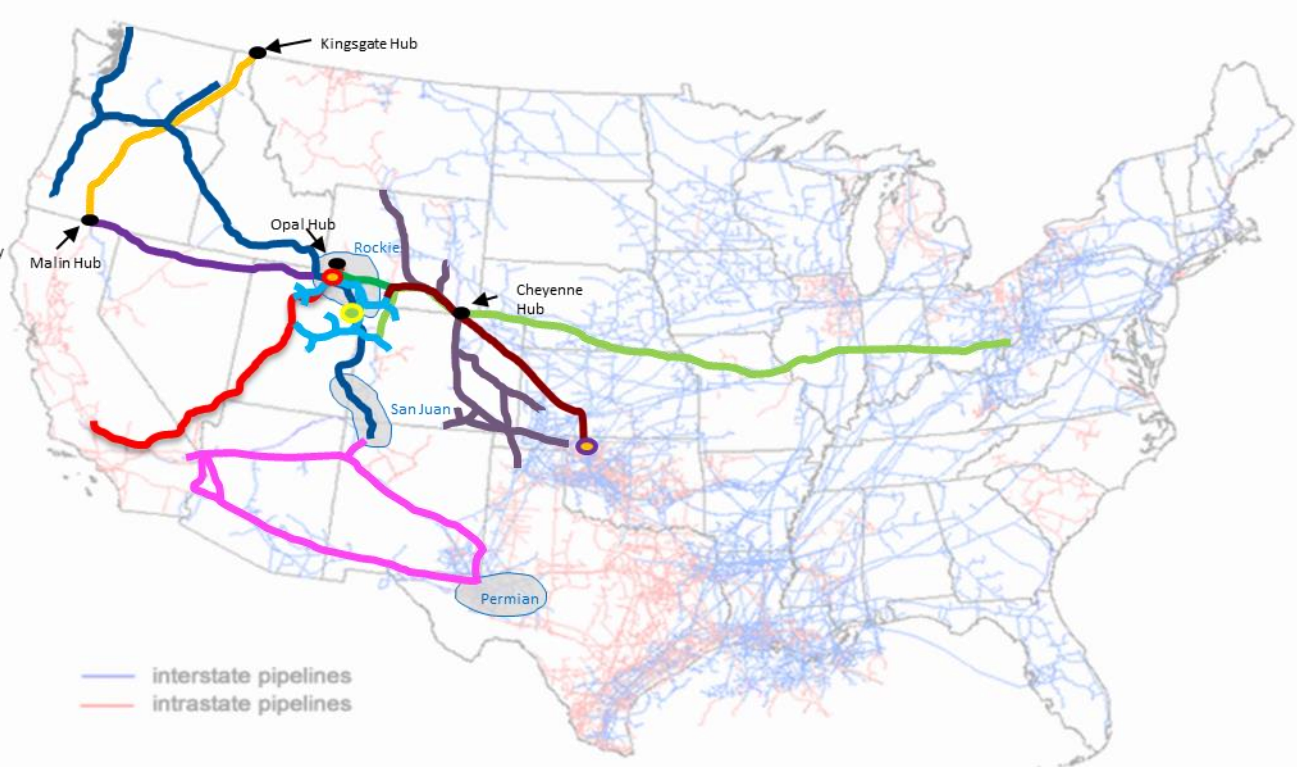 Kingsgate Hub
Opal Hub
Rockie
Malin Hub
y
Cheyenne
Hub
San Juan
Permian
interstate pipelines
intrastate pipelines